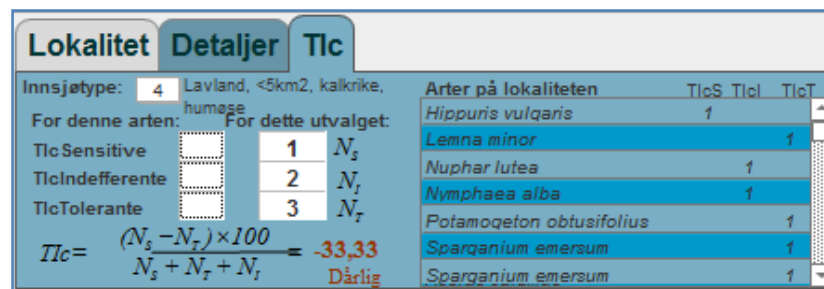 Lokalitet Detaljer TIc
Innsjøtype: 4 Lavland, <5km2, kalkrike, humøse
For denne arten: For dette utvalget:
TIcSensitive 1 N_S
TIcIndefferente 2 N_I
TIcTolerante 3 N_T
TIc= (N_S −N_T )×100 / N_S + N_T + N_I = -33,33
Dårlig
Arter på lokaliteten TIcS TIcI TIcT
Hippuris vulgaris 1
Lemna minor 1
Nuphar lutea 1
Nymphaea alba 1
Potamogeton obtusifolius 1
Sparganium emersum 1
Sparganium emersum 1